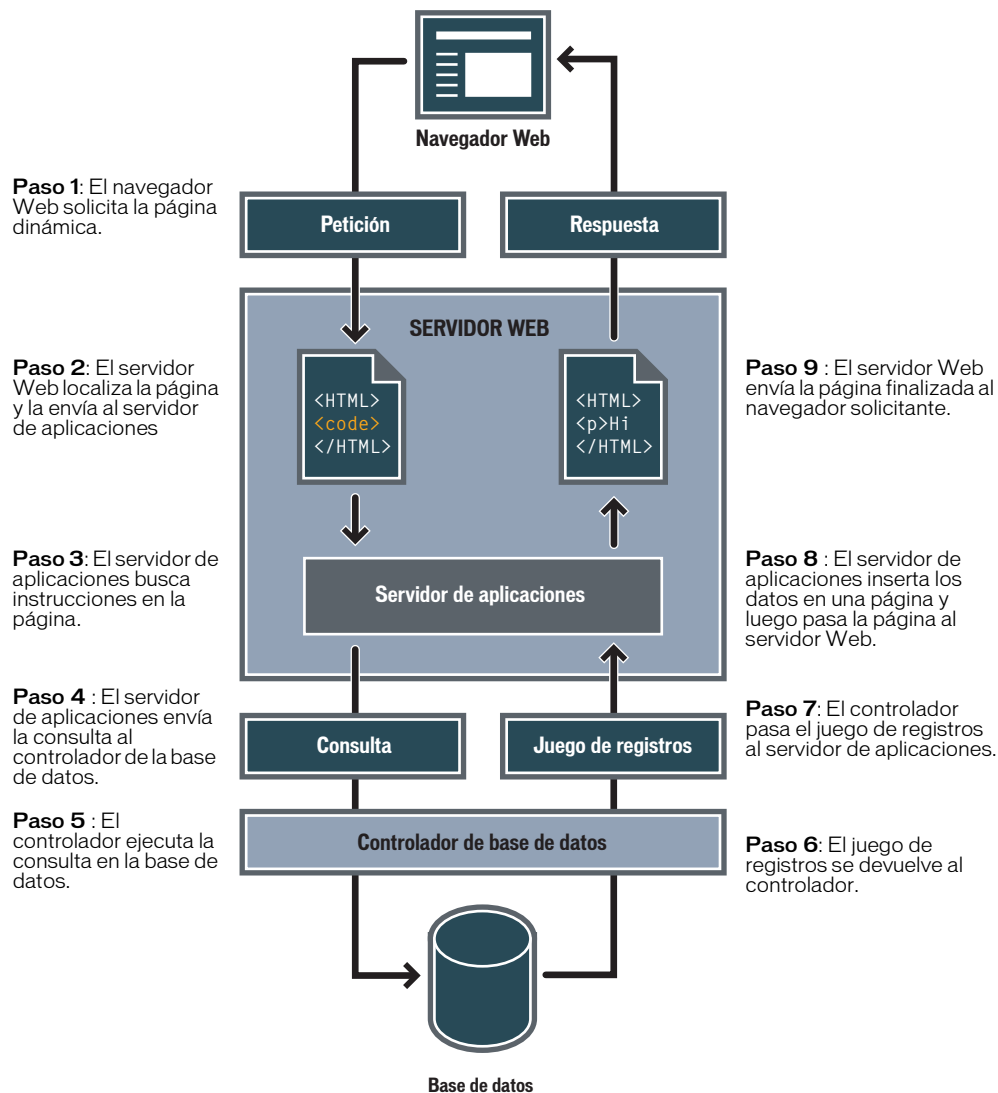 Navegador Web
Paso 1: El navegador
Web solicita la página
dinámica.
Petición
Respuesta
SERVIDOR WEB
Paso 2: El servidor
Web localiza la página
y la envía al servidor
de aplicaciones
<HTML>
<code>
</HTML>
<HTML>
<p>Hi
</HTML>
Paso 9 : El servidor Web
envía la página finalizada al
navegador solicitante.
Paso 3: El servidor de
aplicaciones busca
instrucciones en la
página.
Servidor de aplicaciones
Paso 8 : El servidor de
aplicaciones inserta los
datos en una página y
luego pasa la página al
servidor Web.
Paso 4 : El servidor
de aplicaciones envía
la consulta al
controlador de la base
de datos.
Consulta
Juego de registros
Paso 7: El controlador
pasa el juego de registros
al servidor de aplicaciones.
Paso 5 : El
controlador ejecuta la
consulta en la base de
datos.
Controlador de base de datos
Paso 6: El juego de
registros se devuelve al
controlador.
Base de datos